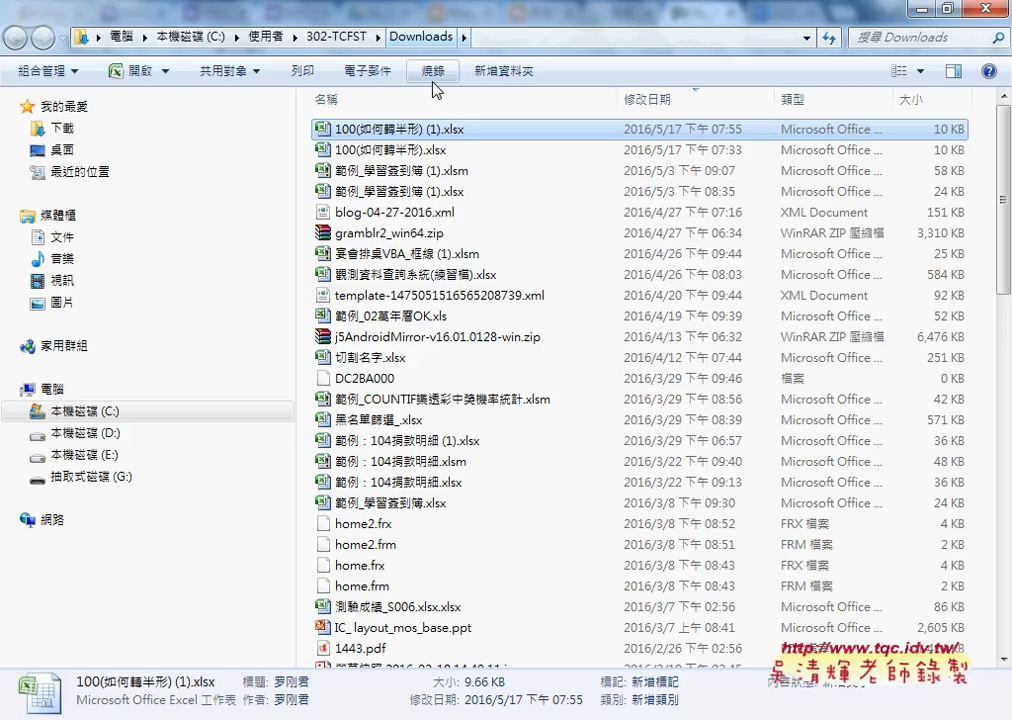 電腦 本機磁碟 (C:) 使用者 302-TCFST Downloads 搜尋 Downloads
組合管理 開啟 共用對象 列印 電子郵件 燒錄 新增資料夾
我的最愛
下載
桌面
最近的位置
媒體櫃
文件
音樂
視訊
圖片
家用群組
電腦
本機磁碟 (C:)
本機磁碟 (D:)
本機磁碟 (E:)
抽取式磁碟 (G:)
網路
名稱 修改日期 類型 大小
100(如何轉半形) (1).xlsx 2016/5/17 下午 07:55 Microsoft Office ... 10 KB
100(如何轉半形).xlsx 2016/5/17 下午 07:33 Microsoft Office ... 10 KB
範例_學習簽到簿 (1).xlsm 2016/5/3 下午 09:07 Microsoft Office ... 58 KB
範例_學習簽到簿 (1).xlsx 2016/5/3 下午 08:35 Microsoft Office ... 24 KB
blog-04-27-2016.xml 2016/4/27 下午 07:16 XML Document 151 KB
gramblr2_win64.zip 2016/4/27 下午 06:34 WinRAR ZIP 壓縮檔 3,310 KB
宴會排桌VBA_框線 (1).xlsm 2016/4/26 下午 09:44 Microsoft Office ... 25 KB
觀測資料查詢系統(練習檔).xlsx 2016/4/26 下午 08:03 Microsoft Office ... 584 KB
template-1475051516565208739.xml 2016/4/20 下午 09:44 XML Document 92 KB
範例_02萬年曆OK.xls 2016/4/19 下午 09:39 Microsoft Office ... 52 KB
j5AndroidMirror-v16.01.0128-win.zip 2016/4/13 下午 06:32 WinRAR ZIP 壓縮檔 6,476 KB
切割名字.xlsx 2016/4/12 下午 07:44 Microsoft Office ... 251 KB
DC2BA000 2016/3/29 下午 09:46 檔案 0 KB
範例_COUNTIF擷透彩中獎機率統計.xlsm 2016/3/29 下午 08:56 Microsoft Office ... 42 KB
黑名單篩選_.xlsx 2016/3/29 下午 08:39 Microsoft Office ... 571 KB
範例：104捐款明細 (1).xlsx 2016/3/29 下午 06:57 Microsoft Office ... 36 KB
範例：104捐款明細.xlsm 2016/3/22 下午 09:40 Microsoft Office ... 48 KB
範例：104捐款明細.xlsx 2016/3/22 下午 09:13 Microsoft Office ... 36 KB
範例_學習簽到簿.xlsx 2016/3/8 下午 09:30 Microsoft Office ... 24 KB
home2.frx 2016/3/8 下午 08:52 FRX 檔案 4 KB
home2.frm 2016/3/8 下午 08:51 FRM 檔案 2 KB
home.frx 2016/3/8 下午 08:43 FRX 檔案 4 KB
home.frm 2016/3/8 下午 08:43 FRM 檔案 2 KB
測驗成績_S006.xlsx.xlsx 2016/3/7 下午 02:56 Microsoft Office ... 86 KB
IC_layout_mos_base.ppt 2016/3/7 上午 08:41 Microsoft Office ... 2,605 KB
1443.pdf 2016/2/26 下午 02:56
http://www.tqc.idv.tw/
吳清輝老師錄製
100(如何轉半形) (1).xlsx 標題: 罗刚君 大小: 9.66 KB 標記: 新增標記
Microsoft Office Excel 工作表 作者: 罗刚君 修改日期: 2016/5/17 下午 07:55 類別: 新增類別